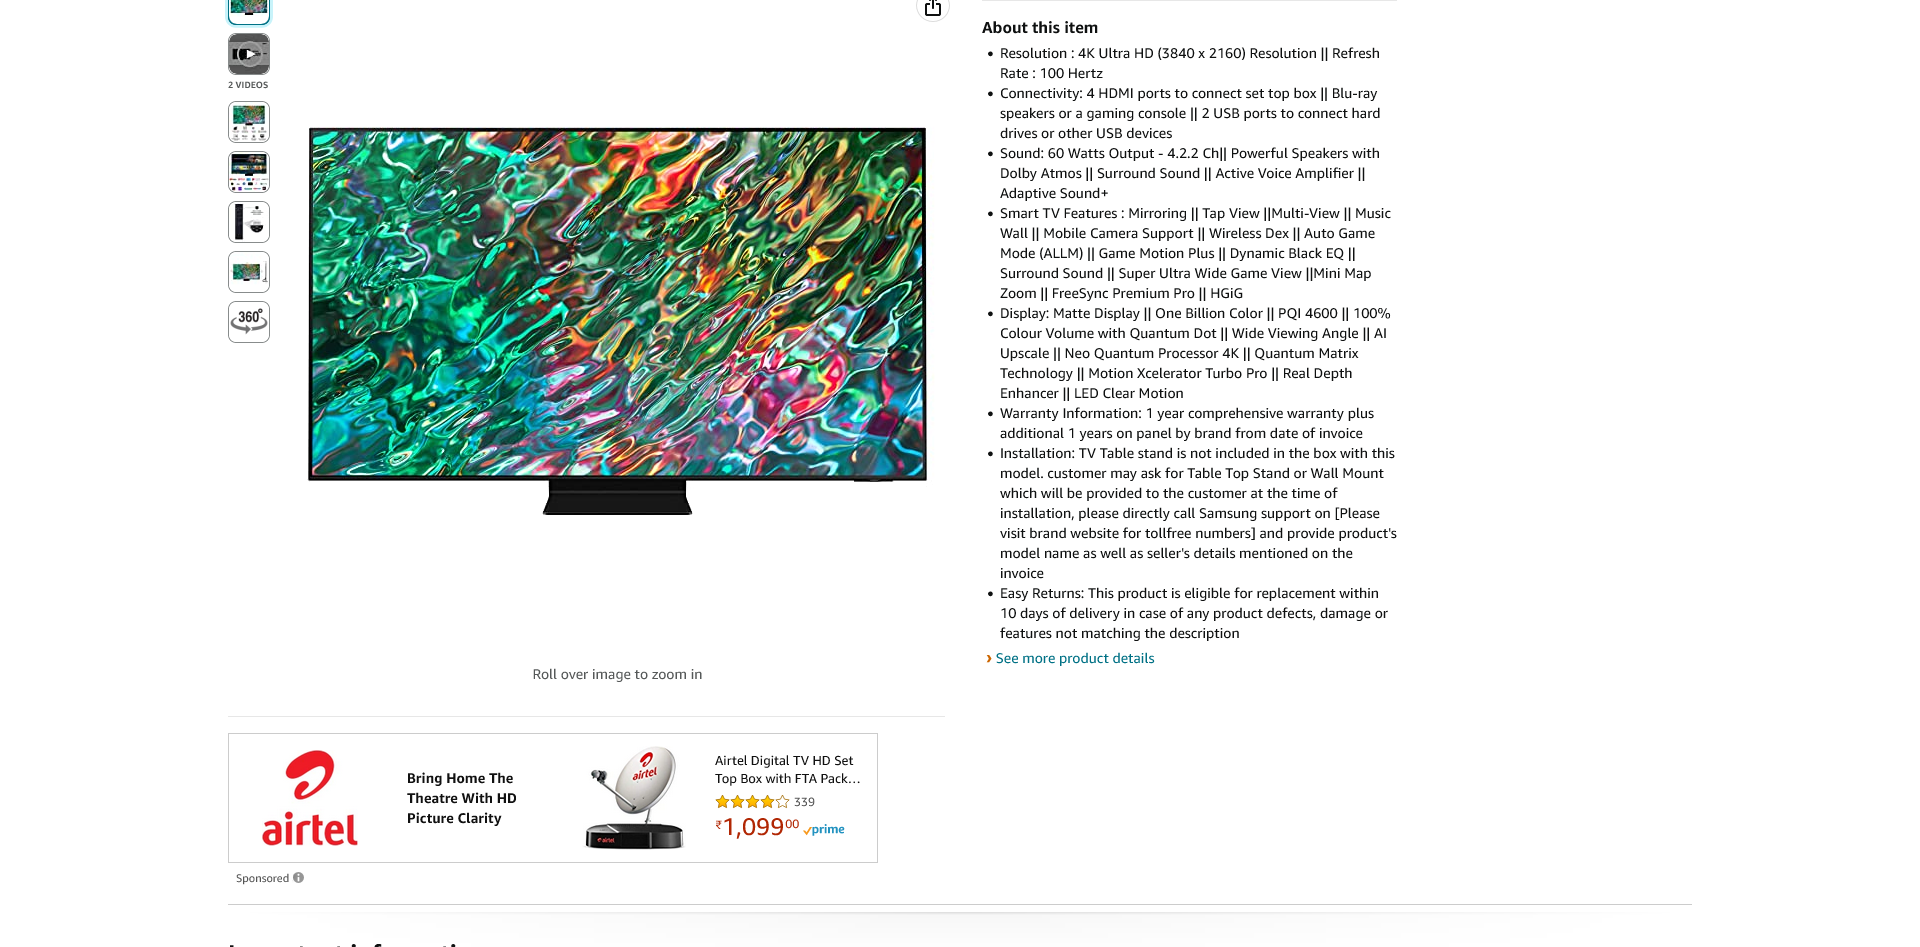 2 VIDEOS
360°
Roll over image to zoom in
About this item
Resolution : 4K Ultra HD (3840 x 2160) Resolution || Refresh
Rate : 100 Hertz
Connectivity: 4 HDMI ports to connect set top box || Blu-ray
speakers or a gaming console || 2 USB ports to connect hard
drives or other USB devices
Sound: 60 Watts Output - 4.2.2 Ch|| Powerful Speakers with
Dolby Atmos || Surround Sound || Active Voice Amplifier ||
Adaptive Sound+
Smart TV Features : Mirroring || Tap View ||Multi-View || Music
Wall || Mobile Camera Support || Wireless Dex || Auto Game
Mode (ALLM) || Game Motion Plus || Dynamic Black EQ ||
Surround Sound || Super Ultra Wide Game View ||Mini Map
Zoom || FreeSync Premium Pro || HGiG
Display: Matte Display || One Billion Color || PQI 4600 || 100%
Colour Volume with Quantum Dot || Wide Viewing Angle || AI
Upscale || Neo Quantum Processor 4K || Quantum Matrix
Technology || Motion Xcelerator Turbo Pro || Real Depth
Enhancer || LED Clear Motion
Warranty Information: 1 year comprehensive warranty plus
additional 1 years on panel by brand from date of invoice
Installation: TV Table stand is not included in the box with this
model. customer may ask for Table Top Stand or Wall Mount
which will be provided to the customer at the time of
installation, please directly call Samsung support on [Please
visit brand website for tollfree numbers] and provide product's
model name as well as seller's details mentioned on the
invoice
Easy Returns: This product is eligible for replacement within
10 days of delivery in case of any product defects, damage or
features not matching the description
› See more product details
airtel
Bring Home The
Theatre With HD
Picture Clarity
airtel
airtel
Airtel Digital TV HD Set
Top Box with FTA Pack...
339
₹1,099.00 prime
Sponsored